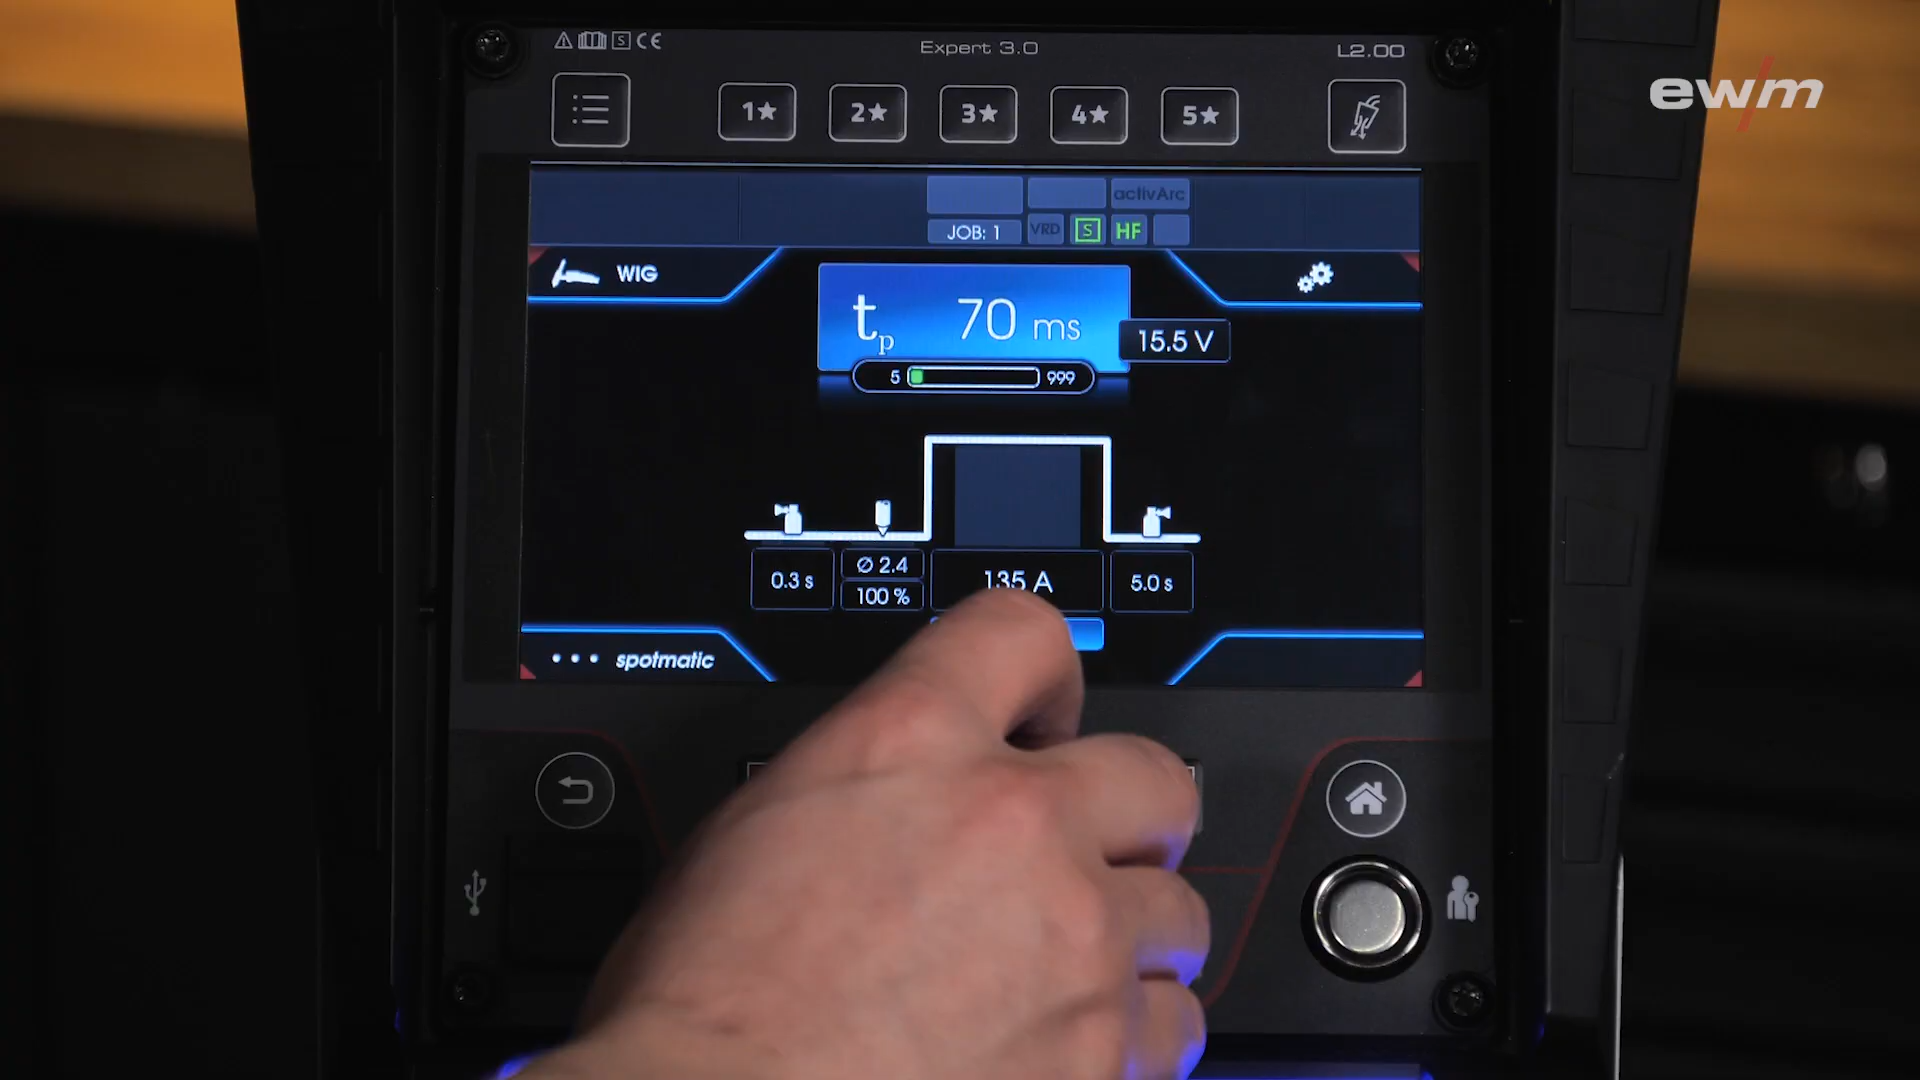 CE
Expert 3.0
L2.00
ewm
1★
2★
3★
4★
5★
activArc
JOB: 1
VRD
S
HF
WIG
tp 70 ms
15.5 V
5
999
0.3 s
Ø 2.4
100 %
135 A
5.0 s
spotmatic